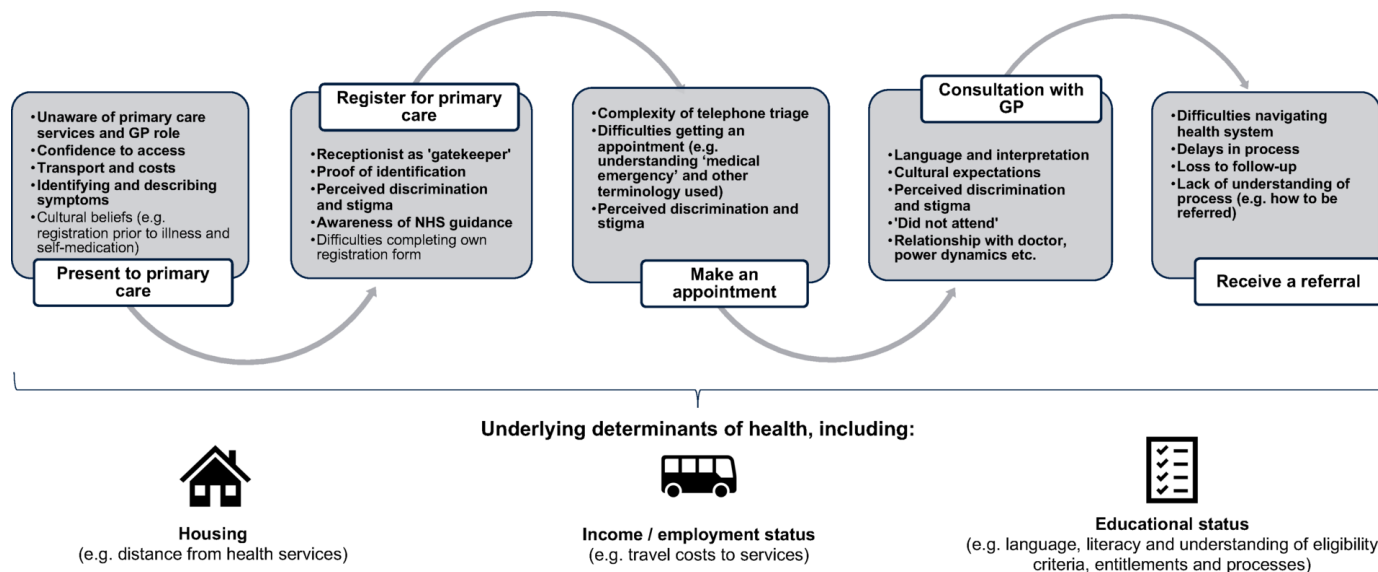 •Unaware of primary care
services and GP role
•Confidence to access
•Transport and costs
•Identifying and describing
symptoms
•Cultural beliefs (e.g.
registration prior to illness and
self-medication)
Present to primary
care
Register for primary
care
•Receptionist as 'gatekeeper'
•Proof of identification
•Perceived discrimination
and stigma
•Awareness of NHS guidance
•Difficulties completing own
registration form
•Complexity of telephone triage
•Difficulties getting an
appointment (e.g.
understanding ‘medical
emergency’ and other
terminology used)
•Perceived discrimination and
stigma
Make an
appointment
Consultation with
GP
•Language and interpretation
•Cultural expectations
•Perceived discrimination
and stigma
•'Did not attend'
•Relationship with doctor,
power dynamics etc.
•Difficulties navigating
health system
•Delays in process
•Loss to follow-up
•Lack of understanding of
process (e.g. how to be
referred)
Receive a referral
Underlying determinants of health, including:
Housing
(e.g. distance from health services)
Income / employment status
(e.g. travel costs to services)
Educational status
(e.g. language, literacy and understanding of eligibility
criteria, entitlements and processes)